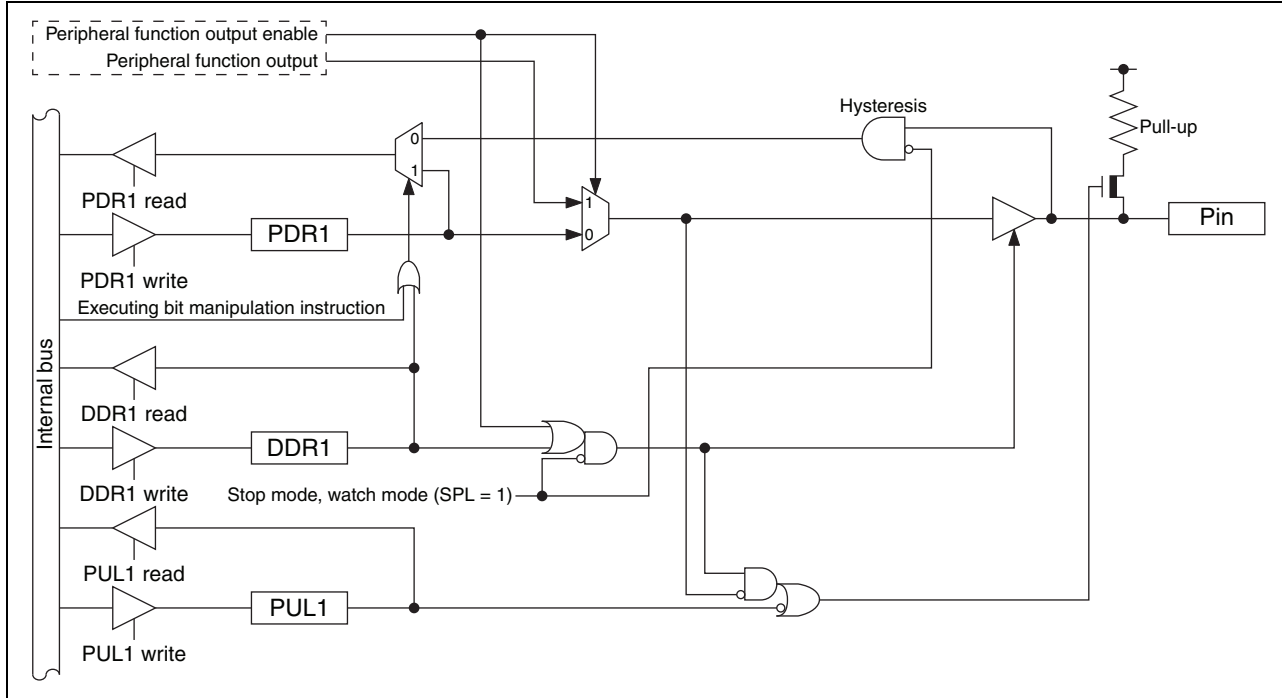 Peripheral function output enable
Peripheral function output
Hysteresis
Pull-up
0
1
PDR1 read
1
0
PDR1
Pin
PDR1 write
Executing bit manipulation instruction
Internal bus
DDR1 read
DDR1
DDR1 write
Stop mode, watch mode (SPL = 1)
PUL1 read
PUL1
PUL1 write